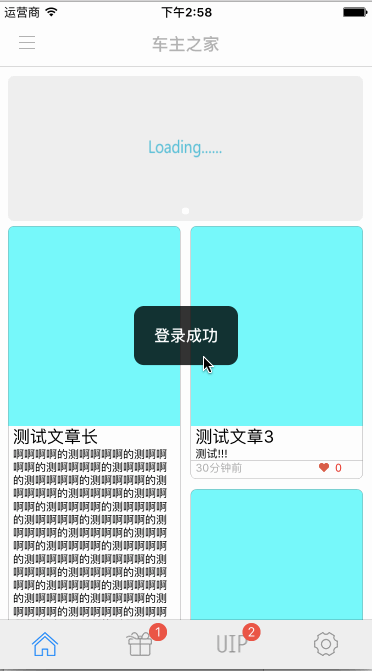 运营商
下午2:58
车主之家
Loading......
登录成功
测试文章长
啊啊啊啊的测啊啊啊啊的测啊啊
啊啊的测啊啊啊啊的测啊啊啊啊
的测啊啊啊啊的测啊啊啊啊的测
啊啊啊啊的测啊啊啊啊的测啊啊
啊啊的测啊啊啊啊的测啊啊啊啊
的测啊啊啊啊的测啊啊啊啊的测
啊啊啊啊的测啊啊啊啊的测啊啊
啊啊的测啊啊啊啊的测啊啊啊啊
的测啊啊啊啊的测啊啊啊啊的测
啊啊啊啊的测啊啊啊啊的测啊啊
啊啊的测啊啊啊啊的测啊啊啊啊
的测啊啊啊啊的测啊啊啊啊的测
啊啊啊啊的测啊啊啊啊的测啊啊
测试文章3
测试!!!
30分钟前
0
1
UIP
2